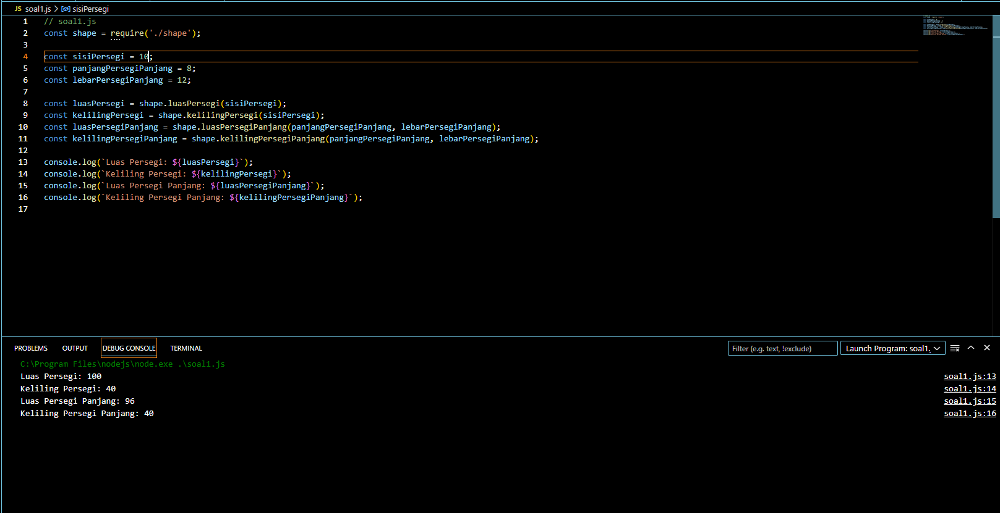 JS soal1.js > sisiPersegi
1 // soal1.js
2 const shape = require('./shape');
3
4 const sisiPersegi = 10;
5 const panjangPersegiPanjang = 8;
6 const lebarPersegiPanjang = 12;
7
8 const luasPersegi = shape.luasPersegi(sisiPersegi);
9 const kelilingPersegi = shape.kelilingPersegi(sisiPersegi);
10 const luasPersegiPanjang = shape.luasPersegiPanjang(panjangPersegiPanjang, lebarPersegiPanjang);
11 const kelilingPersegiPanjang = shape.kelilingPersegiPanjang(panjangPersegiPanjang, lebarPersegiPanjang);
12
13 console.log(`Luas Persegi: ${luasPersegi}`);
14 console.log(`Keliling Persegi: ${kelilingPersegi}`);
15 console.log(`Luas Persegi Panjang: ${luasPersegiPanjang}`);
16 console.log(`Keliling Persegi Panjang: ${kelilingPersegiPanjang}`);
17
PROBLEMS OUTPUT DEBUG CONSOLE TERMINAL Filter (e.g. text, !exclude) Launch Program: soal1.
C:\Program Files\nodejs\node.exe .\soal1.js
Luas Persegi: 100 soal1.js:13
Keliling Persegi: 40 soal1.js:14
Luas Persegi Panjang: 96 soal1.js:15
Keliling Persegi Panjang: 40 soal1.js:16